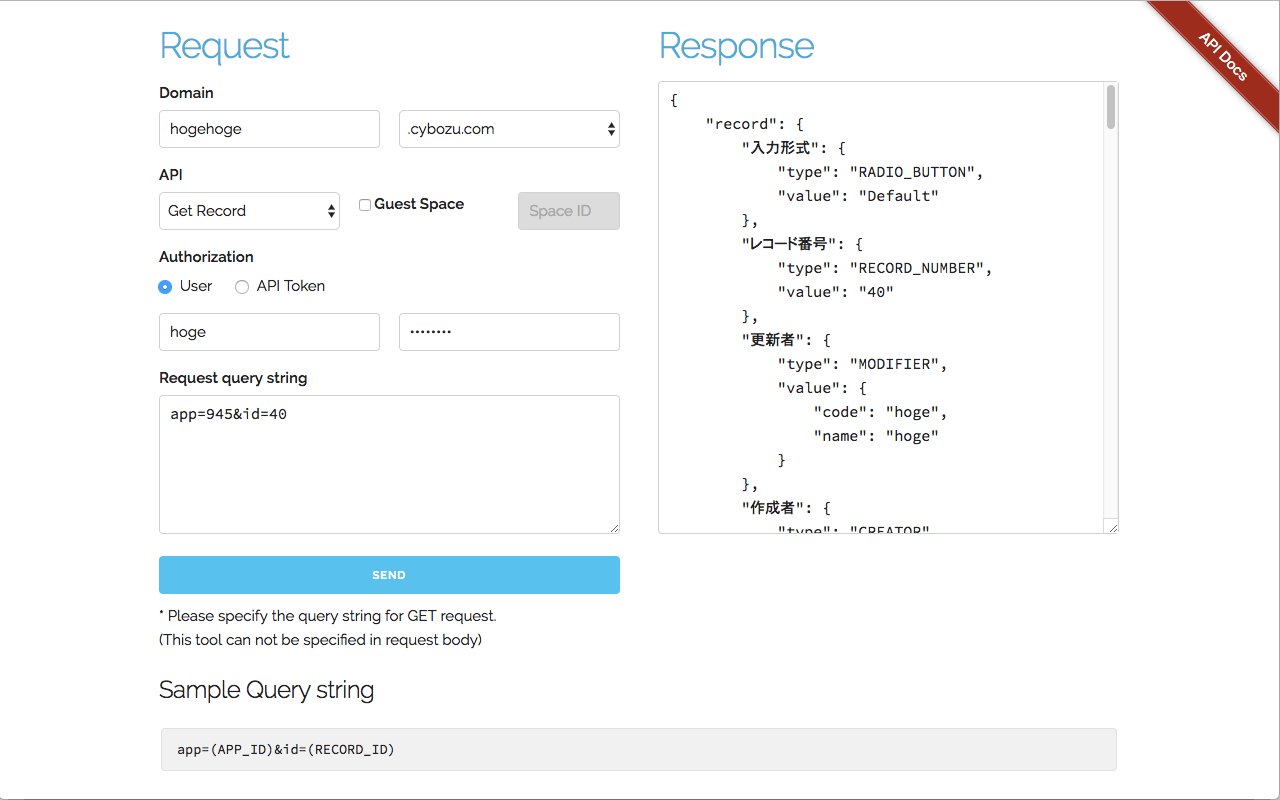 Request
Domain
hogehoge
.cybozu.com
API
Get Record
Guest Space
Space ID
Authorization
User
API Token
hoge
••••••••
Request query string
app=945&id=40
SEND
* Please specify the query string for GET request.
(This tool can not be specified in request body)
Response
{
"record": {
"入力形式": {
"type": "RADIO_BUTTON",
"value": "Default"
},
"レコード番号": {
"type": "RECORD_NUMBER",
"value": "40"
},
"更新者": {
"type": "MODIFIER",
"value": {
"code": "hoge",
"name": "hoge"
}
},
"作成者": {
"type": "CREATOR"
API Docs
Sample Query string
app=(APP_ID)&id=(RECORD_ID)